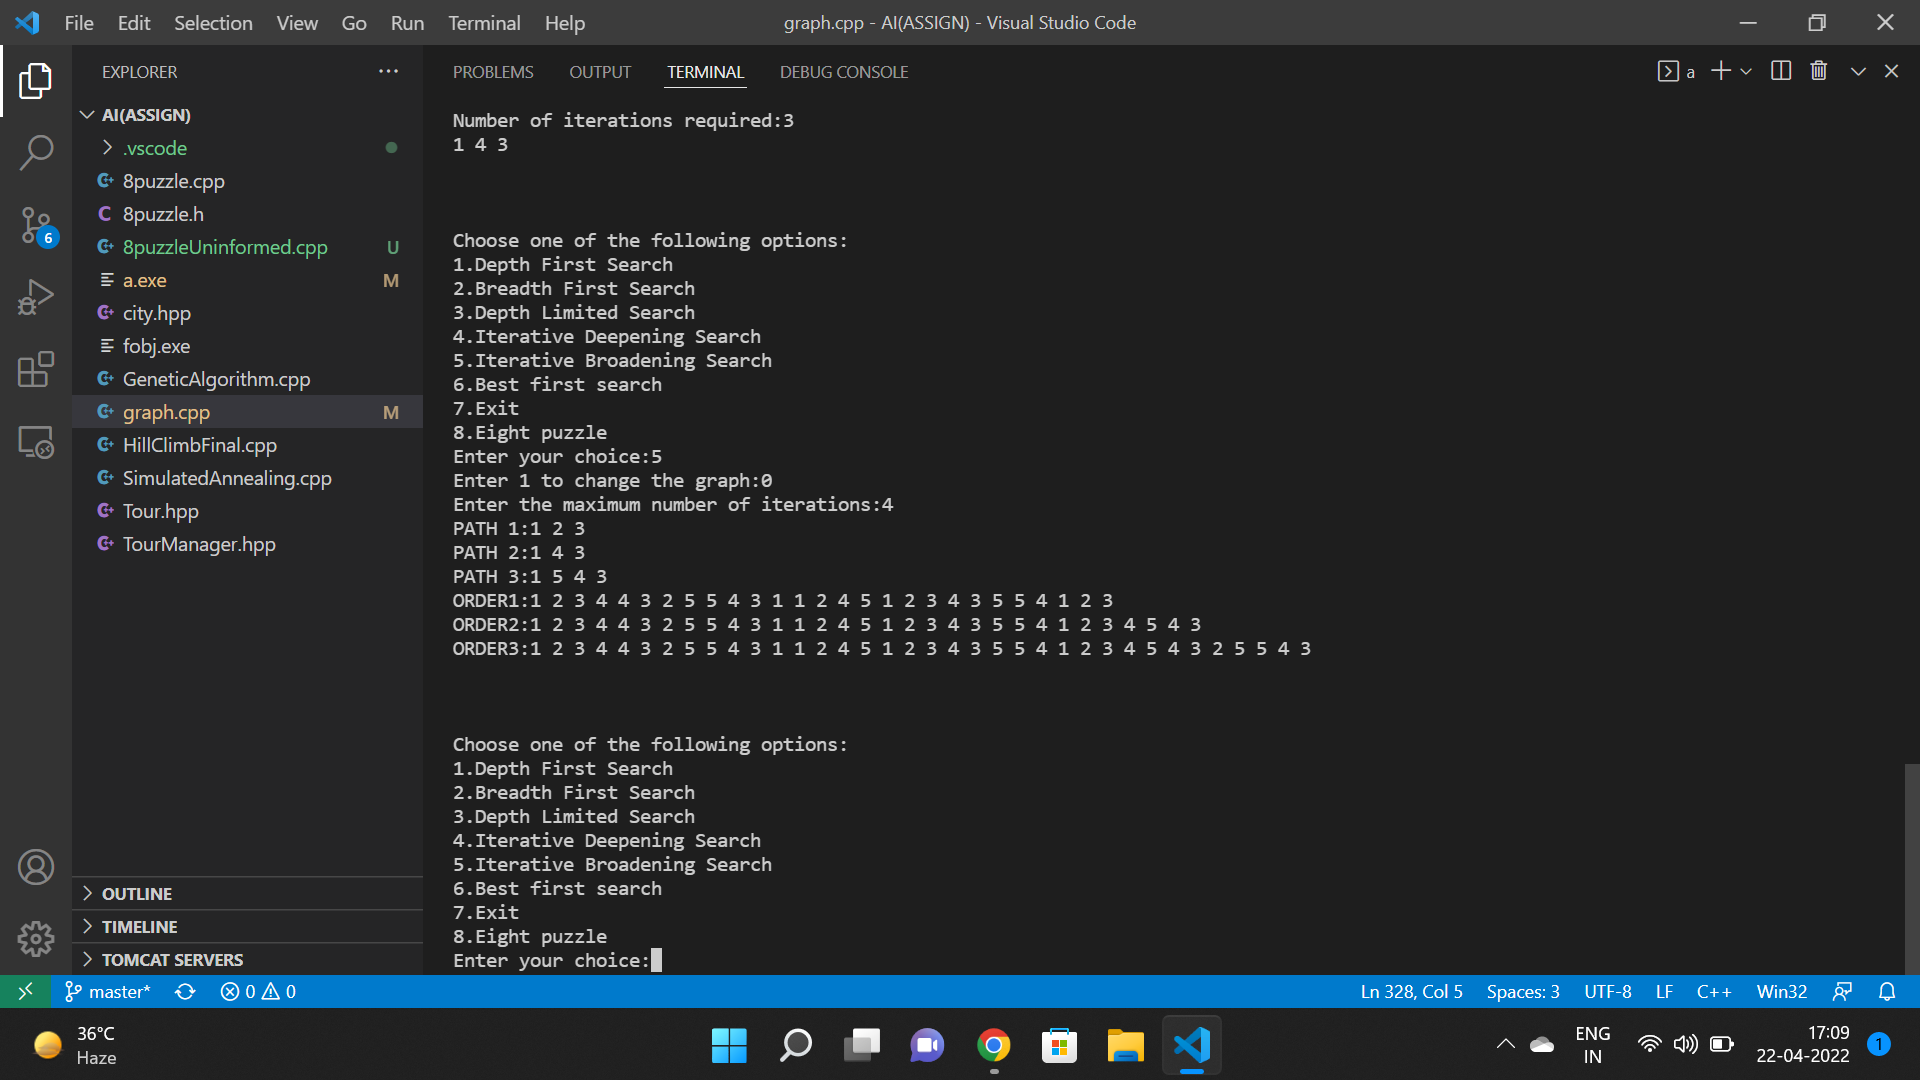 File Edit Selection View Go Run Terminal Help
graph.cpp - AI(ASSIGN) - Visual Studio Code
EXPLORER
AI(ASSIGN)
.vscode
8puzzle.cpp
8puzzle.h
8puzzleUninformed.cpp U
a.exe M
city.hpp
fobj.exe
GeneticAlgorithm.cpp
graph.cpp M
HillClimbFinal.cpp
SimulatedAnnealing.cpp
Tour.hpp
TourManager.hpp
OUTLINE
TIMELINE
TOMCAT SERVERS
6
PROBLEMS OUTPUT TERMINAL DEBUG CONSOLE
a
Number of iterations required:3
1 4 3
Choose one of the following options:
1.Depth First Search
2.Breadth First Search
3.Depth Limited Search
4.Iterative Deepening Search
5.Iterative Broadening Search
6.Best first search
7.Exit
8.Eight puzzle
Enter your choice:5
Enter 1 to change the graph:0
Enter the maximum number of iterations:4
PATH 1:1 2 3
PATH 2:1 4 3
PATH 3:1 5 4 3
ORDER1:1 2 3 4 4 3 2 5 5 4 3 1 1 2 4 5 1 2 3 4 3 5 5 4 1 2 3
ORDER2:1 2 3 4 4 3 2 5 5 4 3 1 1 2 4 5 1 2 3 4 3 5 5 4 1 2 3 4 5 4 3
ORDER3:1 2 3 4 4 3 2 5 5 4 3 1 1 2 4 5 1 2 3 4 3 5 5 4 1 2 3 4 5 4 3 2 5 5 4 3
Choose one of the following options:
1.Depth First Search
2.Breadth First Search
3.Depth Limited Search
4.Iterative Deepening Search
5.Iterative Broadening Search
6.Best first search
7.Exit
8.Eight puzzle
Enter your choice:
master* 0 0
Ln 328, Col 5 Spaces: 3 UTF-8 LF C++ Win32
36°C
Haze
ENG
IN
17:09
22-04-2022
1